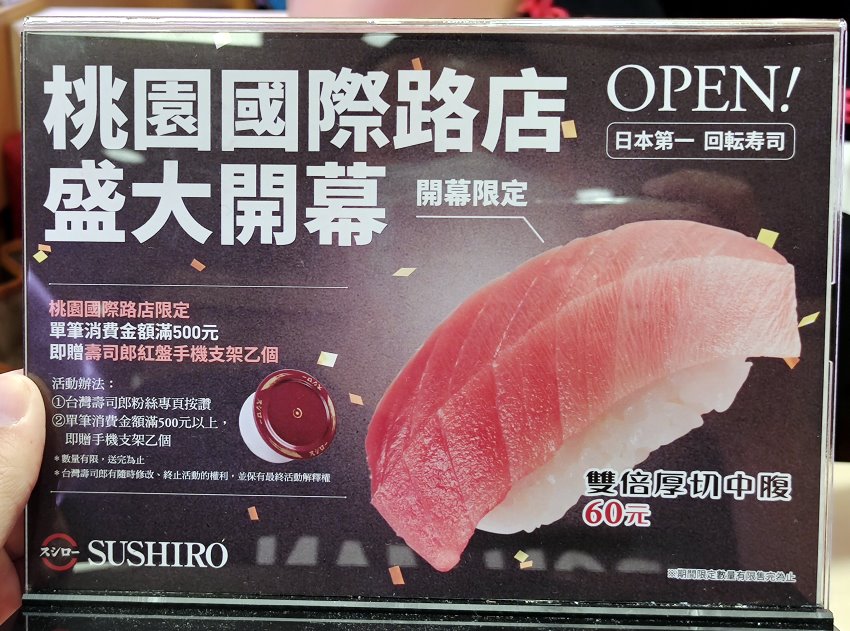 桃園國際路店
盛大開幕
OPEN!
日本第一 回転寿司
開幕限定
桃園國際路店限定
單筆消費金額滿500元
即贈壽司郎紅盤手機支架乙個
活動辦法：
①台灣壽司郎粉絲專頁按讚
②單筆消費金額滿500元以上，
即贈手機支架乙個
*數量有限，送完為止
*台灣壽司郎有隨時修改、終止活動的權利，並保有最終活動解釋權
スシロー
スシロー
雙倍厚切中腹
60元
スシロー SUSHIRO
※期間限定數量有限售完為止